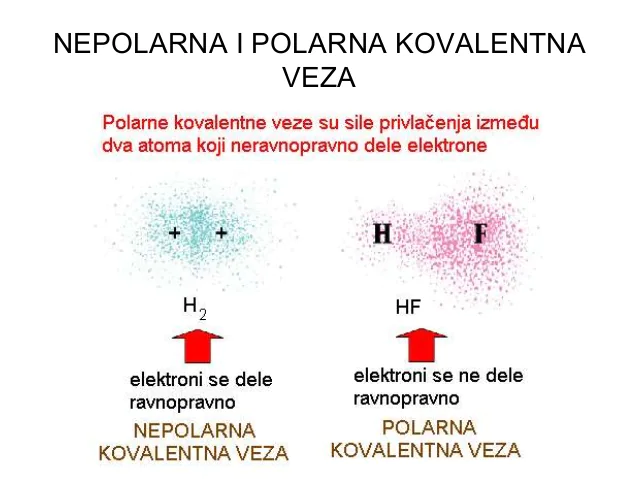 NEPOLARNA I POLARNA KOVALENTNA
VEZA
Polarne kovalentne veze su sile privlačenja između
dva atoma koji neravnopravno dele elektrone
+ +
H F
H2
HF
elektroni se dele
ravnopravno
NEPOLARNA
KOVALENTNA VEZA
elektroni se ne dele
ravnopravno
POLARNA
KOVALENTNA VEZA